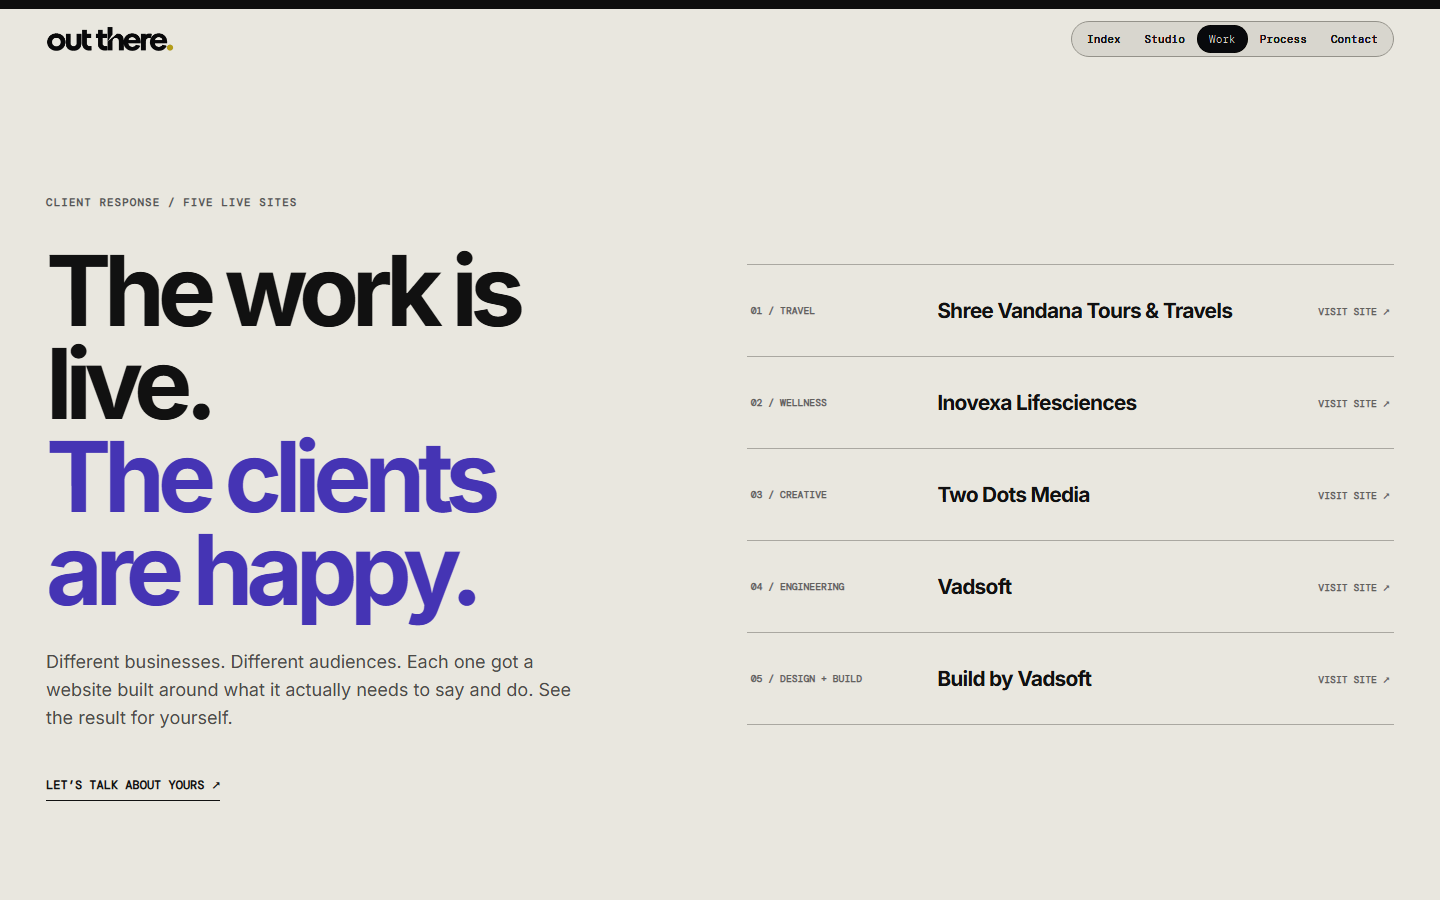 out there.
Index Studio Work Process Contact
CLIENT RESPONSE / FIVE LIVE SITES
The work is
live.
The clients
are happy.
Different businesses. Different audiences. Each one got a
website built around what it actually needs to say and do. See
the result for yourself.
LET’S TALK ABOUT YOURS ↗
01 / TRAVEL Shree Vandana Tours & Travels VISIT SITE ↗
02 / WELLNESS Inovexa Lifesciences VISIT SITE ↗
03 / CREATIVE Two Dots Media VISIT SITE ↗
04 / ENGINEERING Vadsoft VISIT SITE ↗
05 / DESIGN + BUILD Build by Vadsoft VISIT SITE ↗